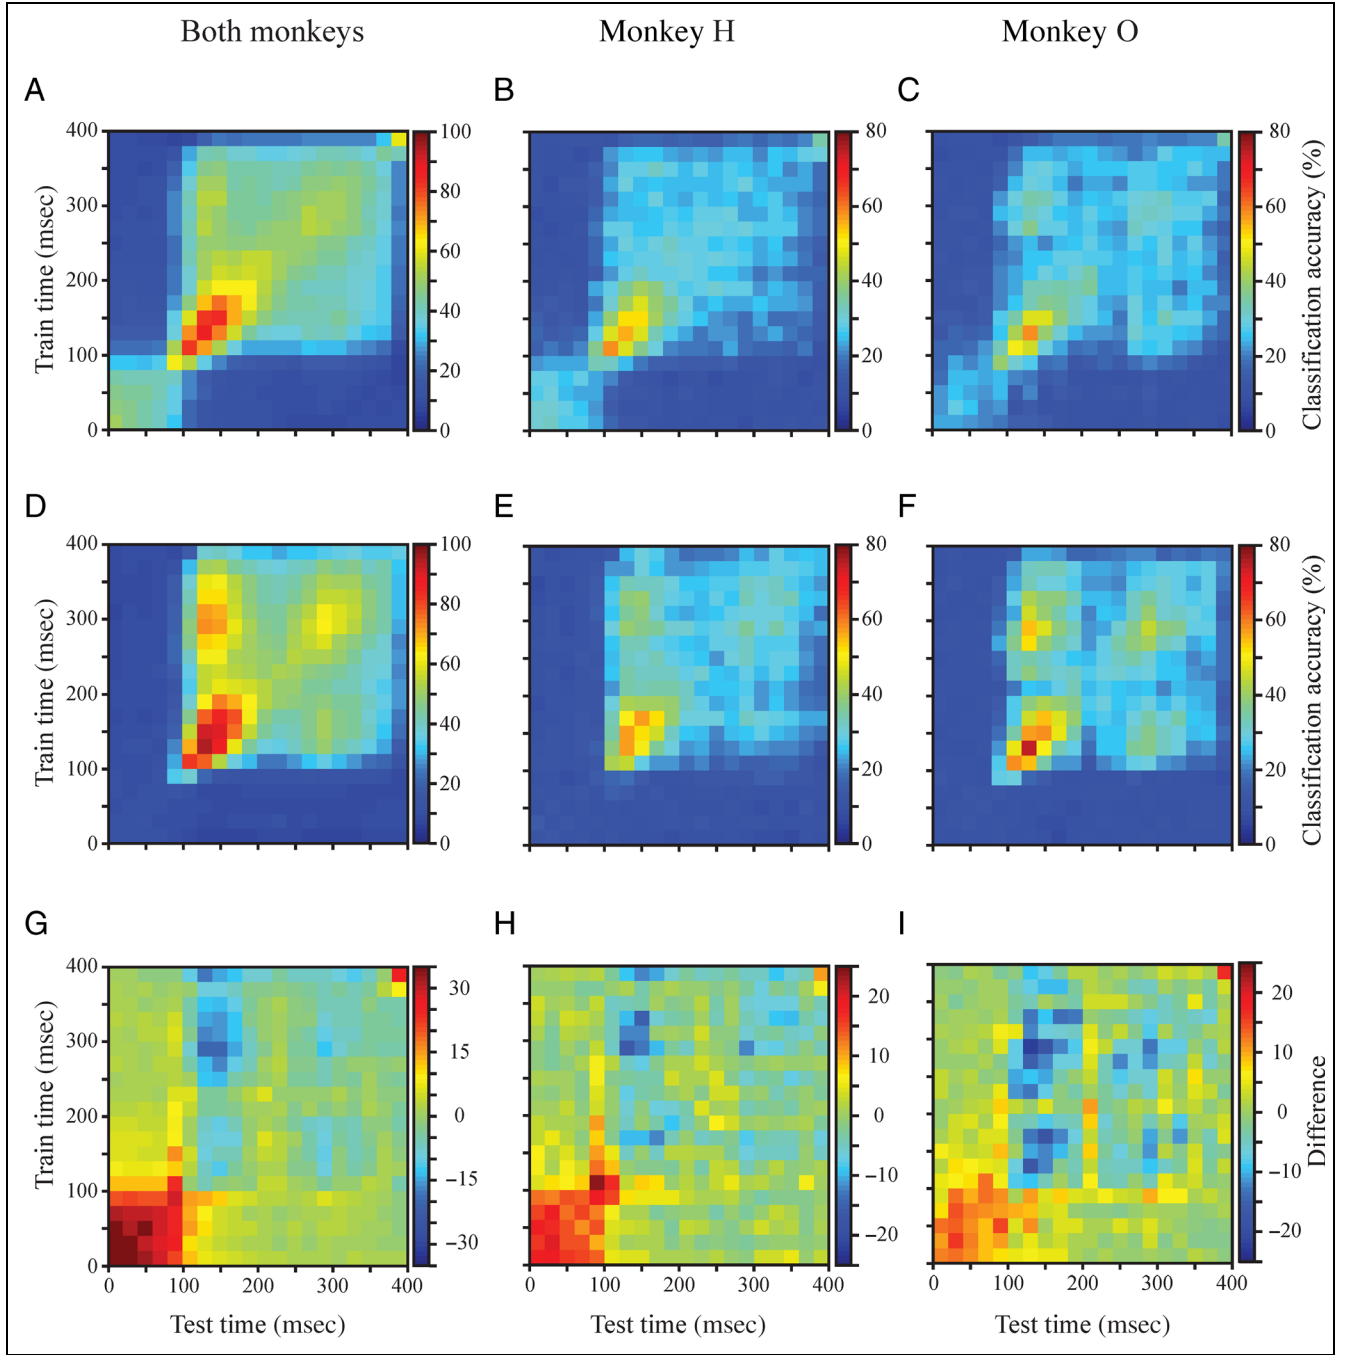 Both monkeys Monkey H Monkey O
A B C
400 100 80 80
300 80 60 60
200 60 40 40
100 40 20 20
0 20 0 0
0
Train time (msec)
Classification accuracy (%)
D E F
400 100 80 80
300 80 60 60
200 60 40 40
100 40 20 20
0 20 0 0
0
Train time (msec)
Classification accuracy (%)
G H I
400 30 20 20
300 15 10 10
200 0 0 0
100 −15 −10 −10
0 −30 −20 −20
Train time (msec)
Difference
0 100 200 300 400 0 100 200 300 400 0 100 200 300 400
Test time (msec) Test time (msec) Test time (msec)